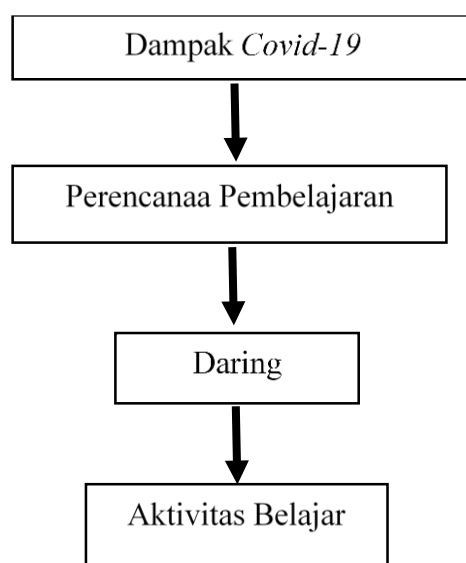 Dampak Covid-19
Perencanaa Pembelajaran
Daring
Aktivitas Belajar